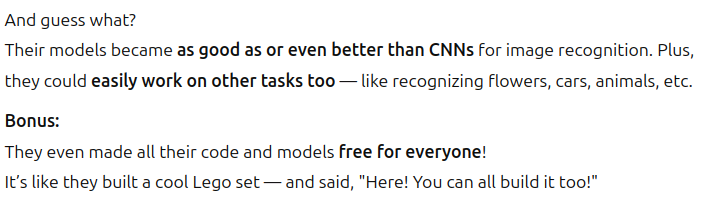 And guess what?
Their models became as good as or even better than CNNs for image recognition. Plus,
they could easily work on other tasks too — like recognizing flowers, cars, animals, etc.
Bonus:
They even made all their code and models free for everyone!
It’s like they built a cool Lego set — and said, "Here! You can all build it too!"